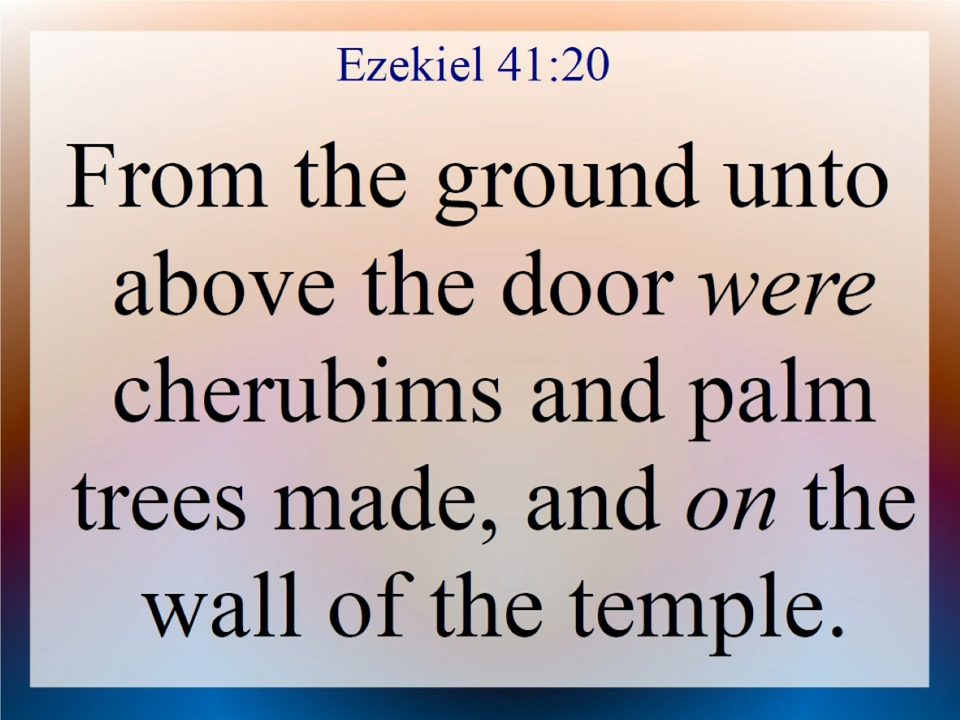 Ezekiel 41:20
From the ground unto
above the door were
cherubims and palm
trees made, and on the
wall of the temple.